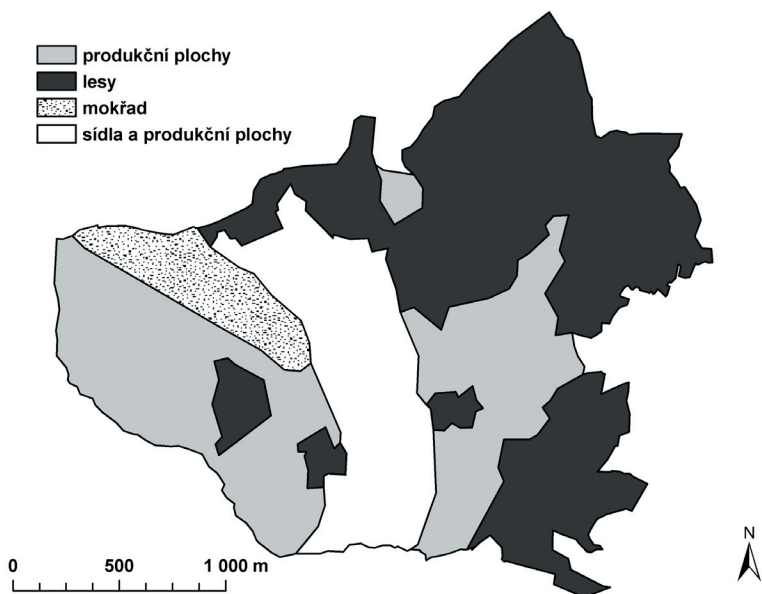 produkční plochy
lesy
mokřad
sídla a produkční plochy
0 500 1 000 m
N